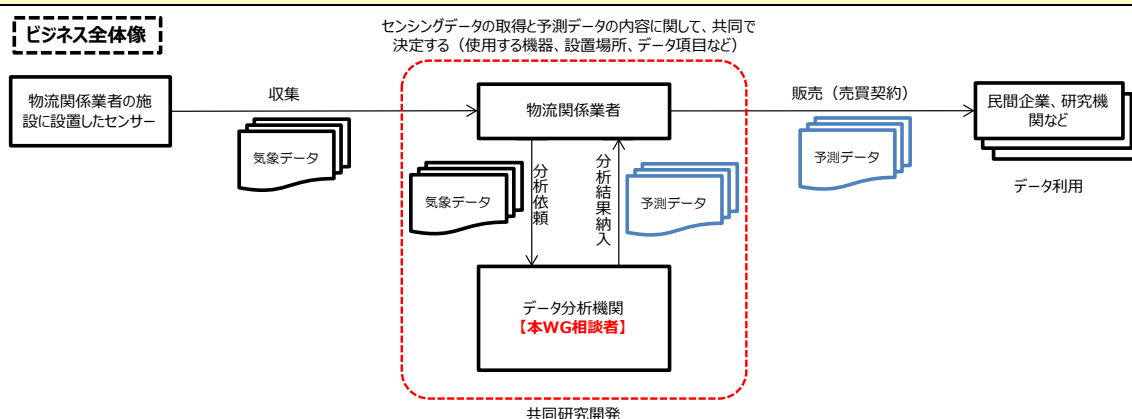 ビジネス全体像
センシングデータの取得と予測データの内容に関して、共同で
決定する（使用する機器、設置場所、データ項目など）
物流関係業者の施
設に設置したセンサー
収集
気象データ
物流関係業者
販売（売買契約）
予測データ
民間企業、研究機
関など
データ利用
気象データ
分析依頼
分析結果納入
予測データ
データ分析機関
【本WG相談者】
共同研究開発